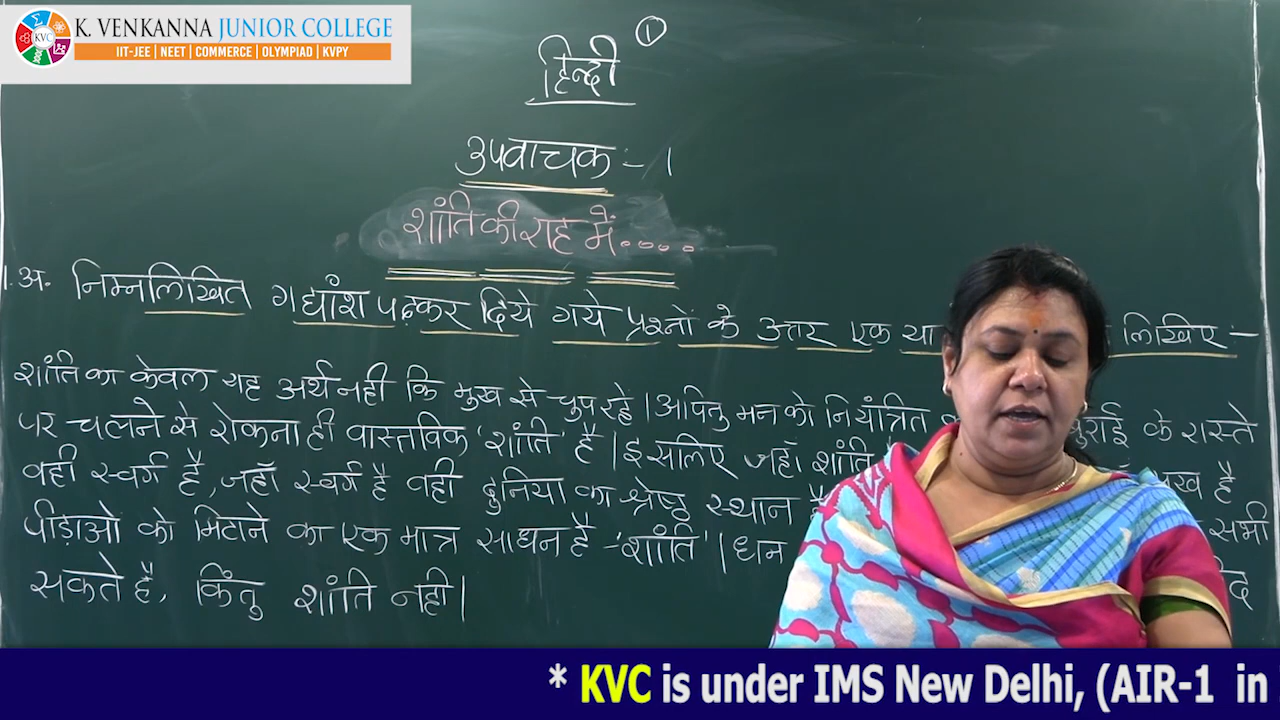 K. VENKANNA JUNIOR COLLEGE
KVC
IIT-JEE | NEET | COMMERCE | OLYMPIAD | KVPY
①
हिन्दी
उपवाचक :- 1
शांति की राह में.....
1. अ. निम्नलिखित गद्यांश पढ़कर दिये गये प्रश्नों के उत्तर एक या लिखिए :-
शांति का केवल यह अर्थ नही कि मुख से चुप रहें। अपितु मन को नियंत्रित बुराई के रास्ते
पर चलने से रोकना ही वास्तविक 'शांति' है। इसलिए जहाँ शांति सुख है
वही स्वर्ग है, जहाँ स्वर्ग है वही दुनिया का श्रेष्ठ स्थान सभी
पीड़ाओ को मिटाने का एक मात्र साधन है - 'शांति'। धन
सकते है, किंतु शांति नही।
* KVC is under IMS New Delhi, (AIR-1 in